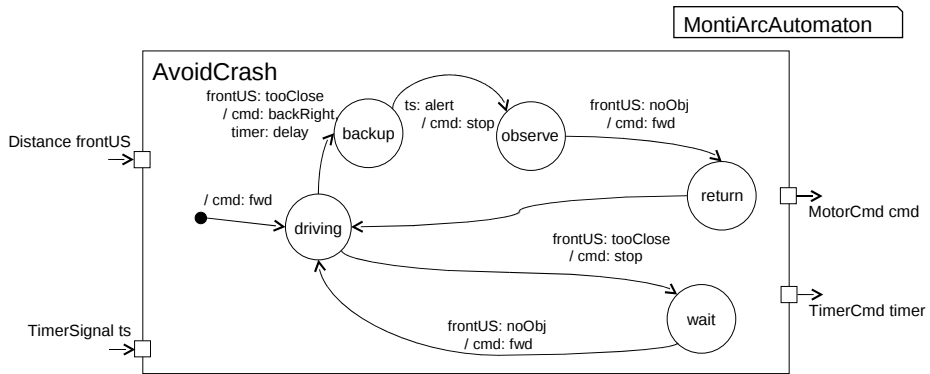 MontiArcAutomaton
AvoidCrash
frontUS: tooClose
/ cmd: backRight,
timer: delay
backup
ts: alert
/ cmd: stop
observe
frontUS: noObj
/ cmd: fwd
Distance frontUS
return
MotorCmd cmd
/ cmd: fwd
driving
frontUS: tooClose
/ cmd: stop
TimerCmd timer
wait
frontUS: noObj
/ cmd: fwd
TimerSignal ts